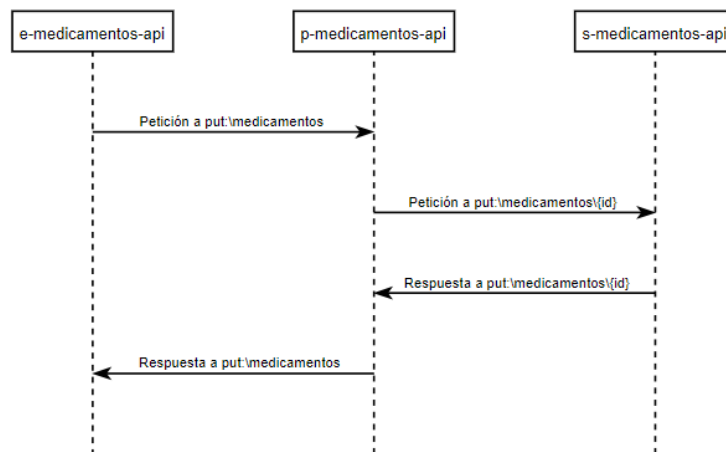 e-medicamentos-api
p-medicamentos-api
s-medicamentos-api
Petición a put:\medicamentos
Petición a put:\medicamentos\{id}
Respuesta a put:\medicamentos\{id}
Respuesta a put:\medicamentos